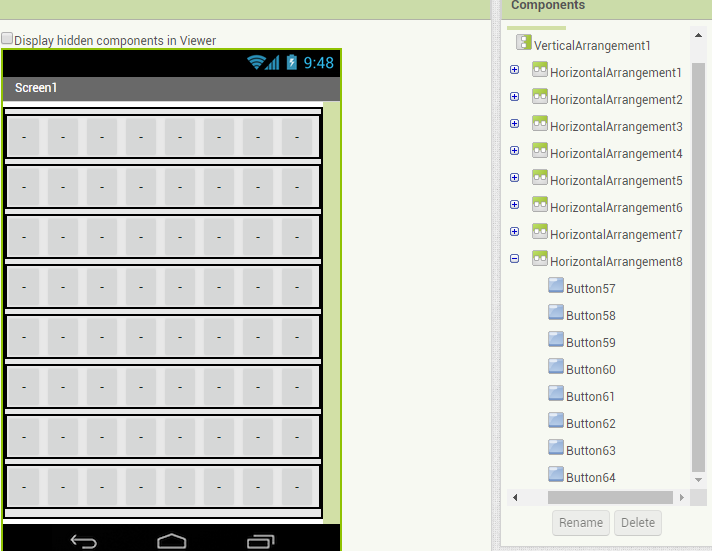 Components
Display hidden components in Viewer
9:48
Screen1
- - - - - - - -
- - - - - - - -
- - - - - - - -
- - - - - - - -
- - - - - - - -
- - - - - - - -
- - - - - - - -
- - - - - - - -
VerticalArrangement1
HorizontalArrangement1
HorizontalArrangement2
HorizontalArrangement3
HorizontalArrangement4
HorizontalArrangement5
HorizontalArrangement6
HorizontalArrangement7
HorizontalArrangement8
Button57
Button58
Button59
Button60
Button61
Button62
Button63
Button64
Rename Delete